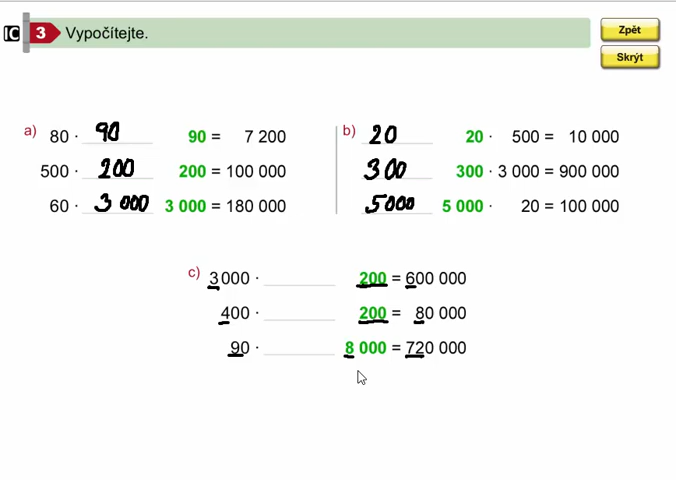 3 Vypočítejte.
Zpět
Skrýt
a) 80 · 90 90 = 7 200
500 · 200 200 = 100 000
60 · 3 000 3 000 = 180 000
b) 20 20 · 500 = 10 000
300 300 · 3 000 = 900 000
5000 5 000 · 20 = 100 000
c) 3 000 · 200 = 600 000
400 · 200 = 80 000
90 · 8 000 = 720 000